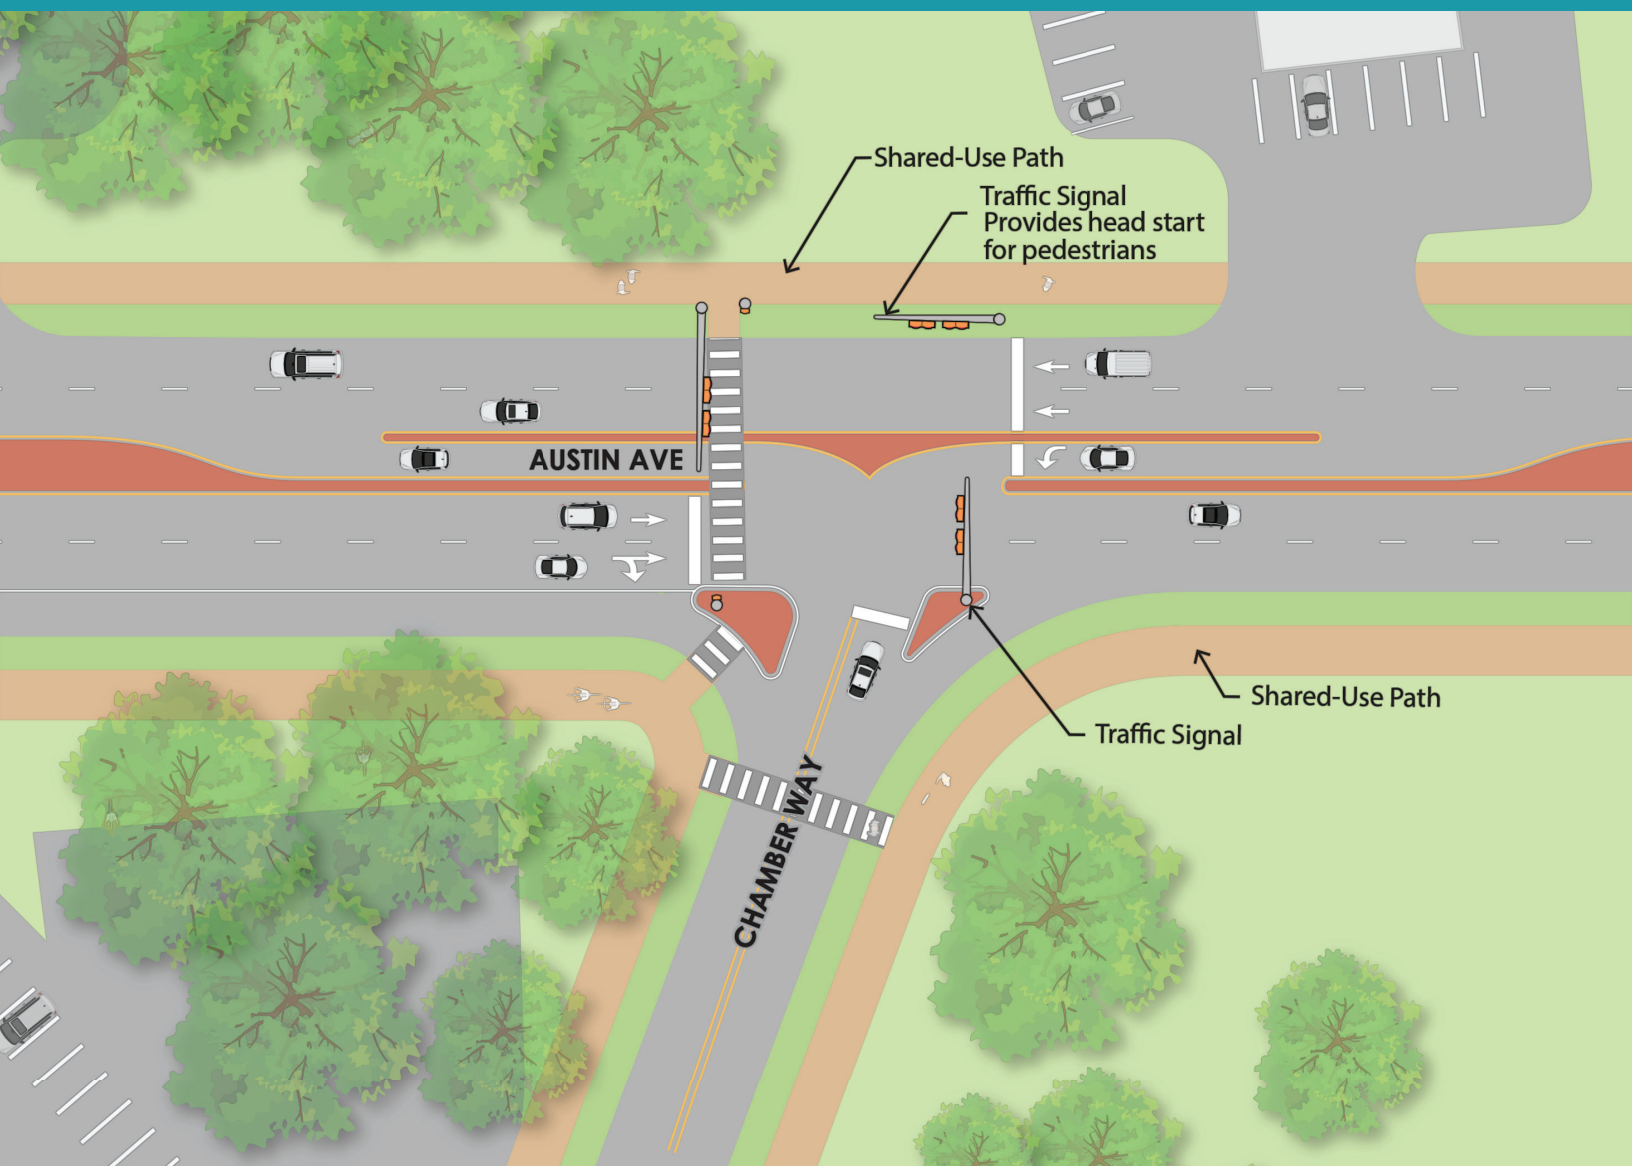 Shared-Use Path
Traffic Signal
Provides head start
for pedestrians
AUSTIN AVE
Shared-Use Path
Traffic Signal
CHAMBER WAY